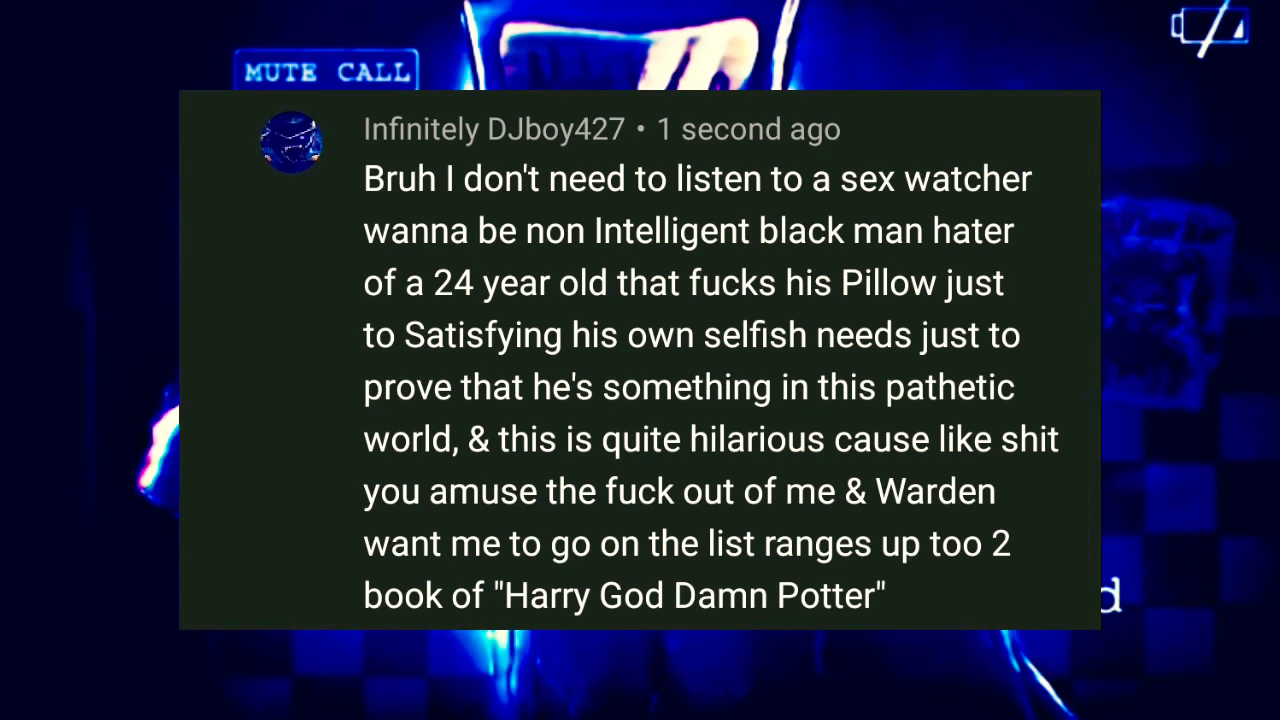 MUTE CALL
Infinitely DJboy427 • 1 second ago
Bruh I don't need to listen to a sex watcher
wanna be non Intelligent black man hater
of a 24 year old that fucks his Pillow just
to Satisfying his own selfish needs just to
prove that he's something in this pathetic
world, & this is quite hilarious cause like shit
you amuse the fuck out of me & Warden
want me to go on the list ranges up too 2
book of "Harry God Damn Potter"
d